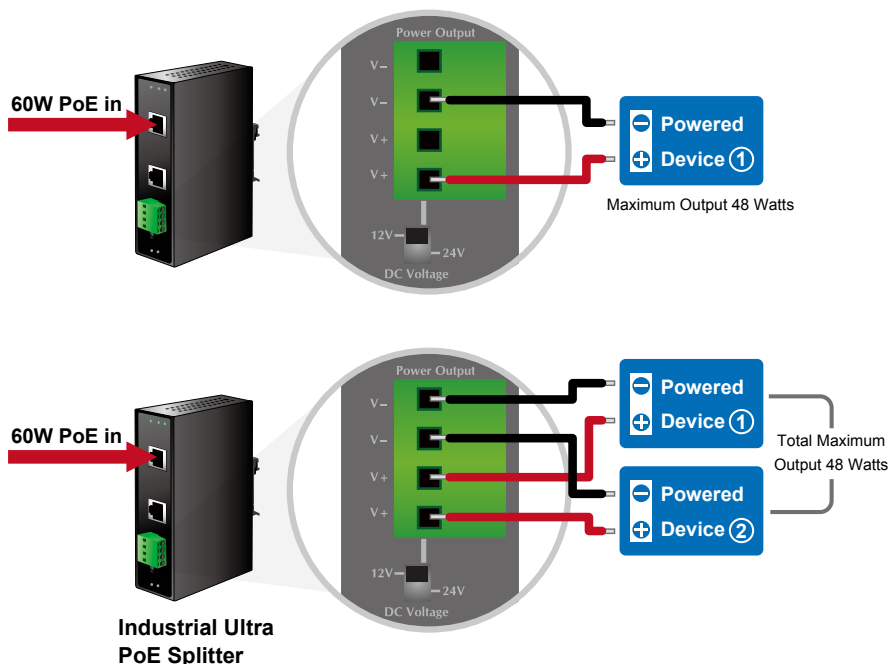 Power Output
V–
V–
V+
V+
60W PoE in
Powered
Device 1
Maximum Output 48 Watts
12V
24V
DC Voltage
Power Output
V–
V–
V+
V+
60W PoE in
Powered
Device 1
Total Maximum
Output 48 Watts
Powered
Device 2
12V
24V
DC Voltage
Industrial Ultra
PoE Splitter